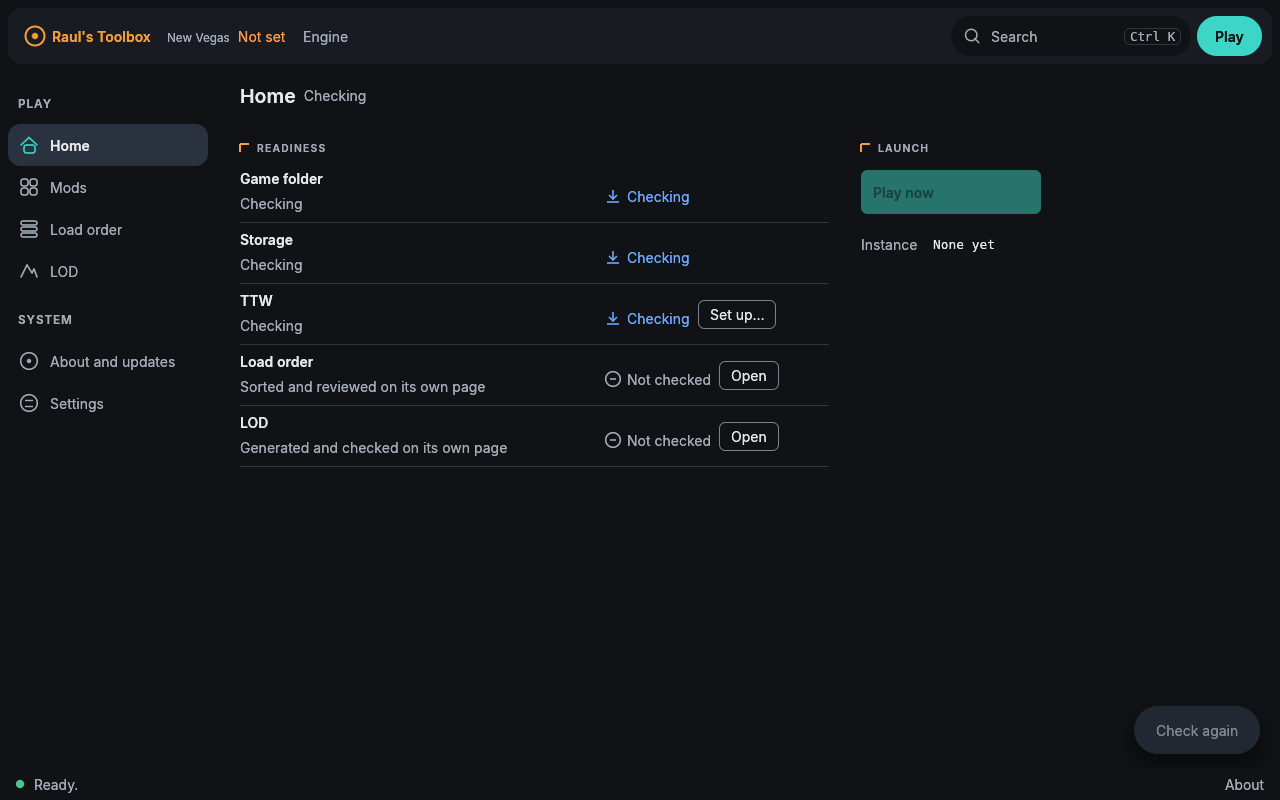 Raul's Toolbox New Vegas Not set Engine Search Ctrl K Play
PLAY
Home
Mods
Load order
LOD
SYSTEM
About and updates
Settings
Home Checking
READINESS
Game folder
Checking
Checking
Storage
Checking
Checking
TTW
Checking
Checking Set up...
Load order
Sorted and reviewed on its own page
Not checked Open
LOD
Generated and checked on its own page
Not checked Open
LAUNCH
Play now
Instance None yet
Check again
Ready.
About